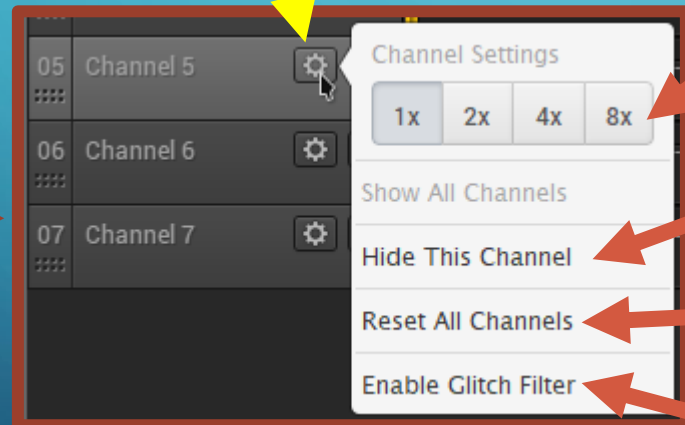 05 Channel 5
06 Channel 6
07 Channel 7
Channel Settings
1x 2x 4x 8x
Show All Channels
Hide This Channel
Reset All Channels
Enable Glitch Filter